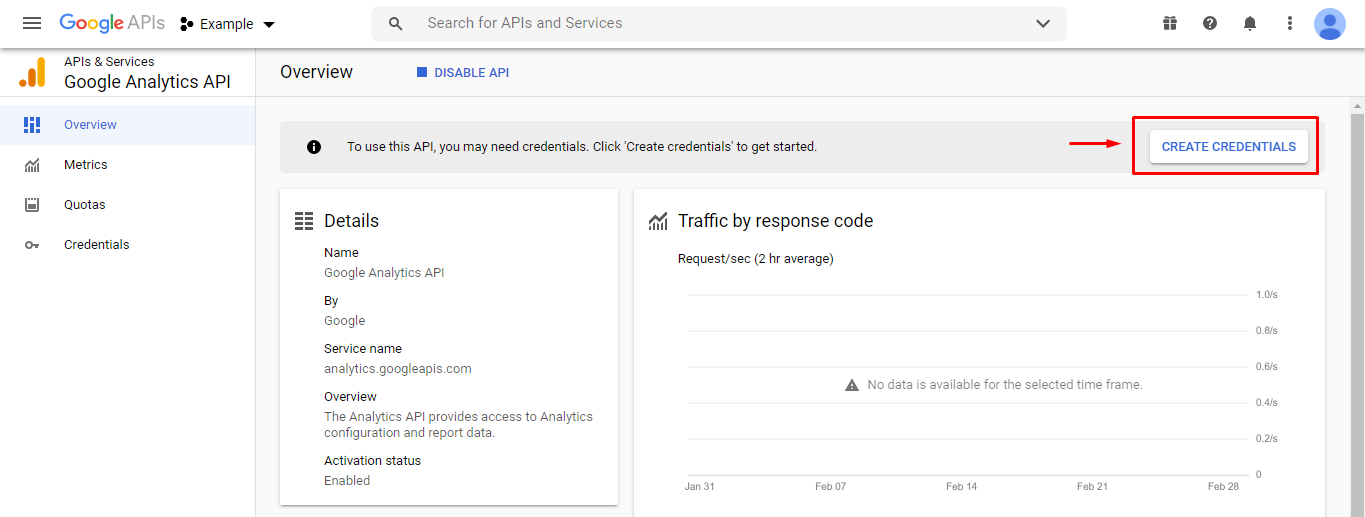 Google APIs
Example
Search for APIs and Services
APIs & Services
Google Analytics API
Overview
DISABLE API
Overview
Metrics
Quotas
Credentials
To use this API, you may need credentials. Click 'Create credentials' to get started.
CREATE CREDENTIALS
Details
Name
Google Analytics API
By
Google
Service name
analytics.googleapis.com
Overview
The Analytics API provides access to Analytics
configuration and report data.
Activation status
Enabled
Traffic by response code
Request/sec (2 hr average)
1.0/s
0.8/s
0.6/s
No data is available for the selected time frame.
0.4/s
0.2/s
0
Jan 31 Feb 07 Feb 14 Feb 21 Feb 28